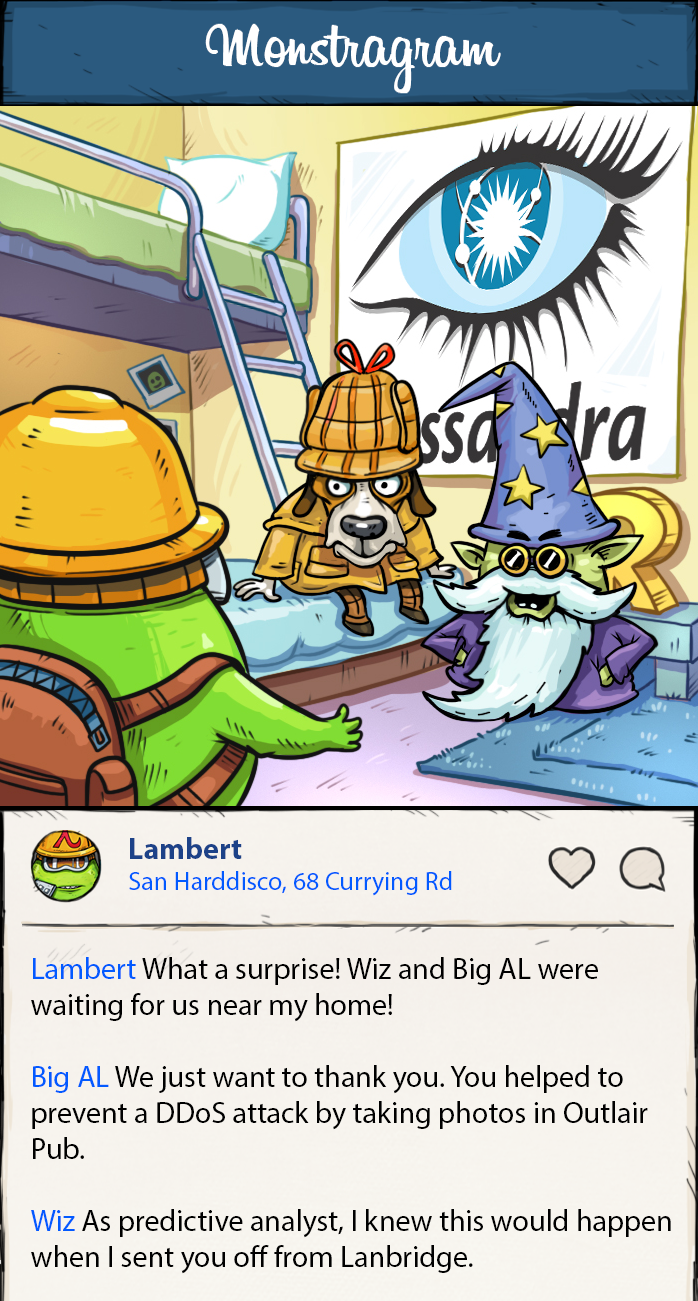 Monstragram
ssa dra
R
Lambert
San Harddisco, 68 Currying Rd
Lambert What a surprise! Wiz and Big AL were
waiting for us near my home!
Big AL We just want to thank you. You helped to
prevent a DDoS attack by taking photos in Outlair
Pub.
Wiz As predictive analyst, I knew this would happen
when I sent you off from Lanbridge.